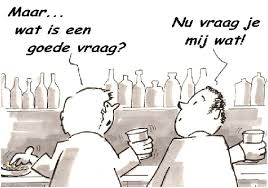 Maar...
wat is een
goede vraag?
Nu vraag je
mij wat!